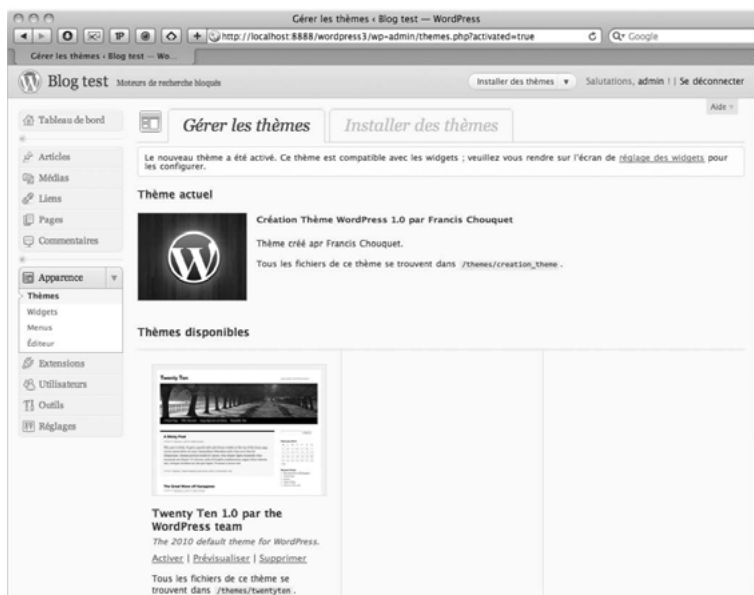 Gérer les thèmes ‹ Blog test — WordPress
http://localhost:8888/wordpress3/wp-admin/themes.php?activated=true
Google
Gérer les thèmes ‹ Blog test — Wo...
Blog test
Moteurs de recherche bloqués
Installer des thèmes
Salutations, admin ! | Se déconnecter
Aide
Tableau de bord
Articles
Médias
Liens
Pages
Commentaires
Apparence
Thèmes
Widgets
Menus
Éditeur
Extensions
Utilisateurs
Outils
Réglages
Gérer les thèmes
Installer des thèmes
Le nouveau thème a été activé. Ce thème est compatible avec les widgets ; veuillez vous rendre sur l'écran de réglage des widgets pour
les configurer.
Thème actuel
Création Thème WordPress 1.0 par Francis Chouquet
Thème créé apr Francis Chouquet.
Tous les fichiers de ce thème se trouvent dans /themes/creation_theme .
Thèmes disponibles
Twenty Ten
A Sticky Post
Twenty Ten 1.0 par the
WordPress team
The 2010 default theme for WordPress.
Activer | Prévisualiser | Supprimer
Tous les fichiers de ce thème se
trouvent dans /themes/twentyten .